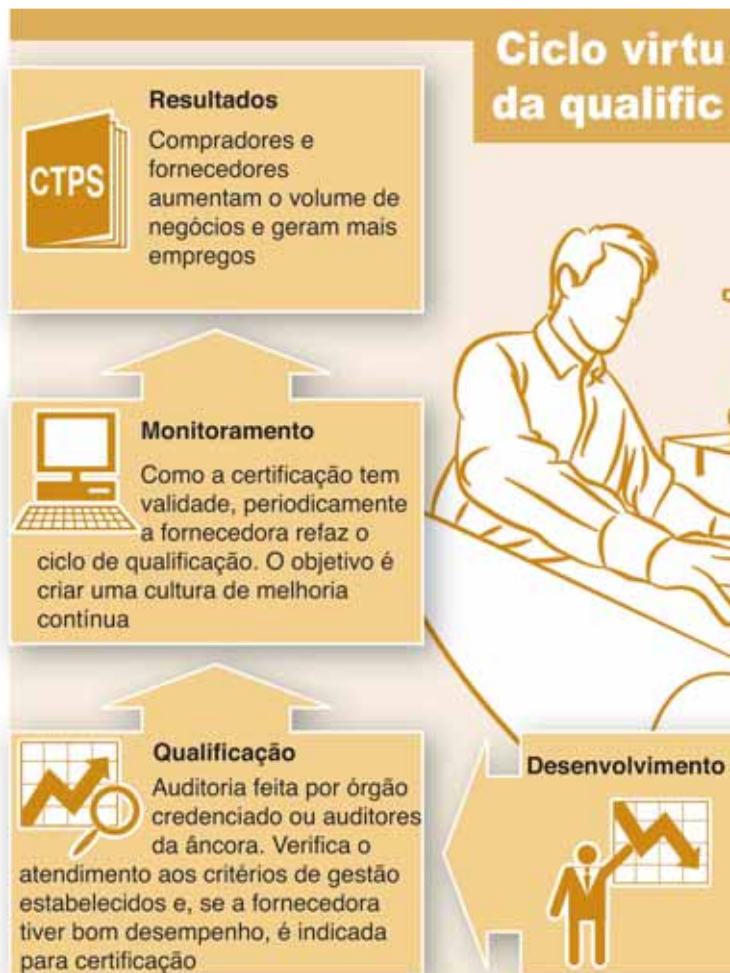 Ciclo virtu
da qualific
Resultados
Compradores e
fornecedores
aumentam o volume de
negócios e geram mais
empregos
CTPS
Monitoramento
Como a certificação tem
validade, periodicamente
a fornecedora refaz o
ciclo de qualificação. O objetivo é
criar uma cultura de melhoria
contínua
Qualificação
Auditoria feita por órgão
credenciado ou auditores
da âncora. Verifica o
atendimento aos critérios de gestão
estabelecidos e, se a fornecedora
tiver bom desempenho, é indicada
para certificação
Desenvolvimento